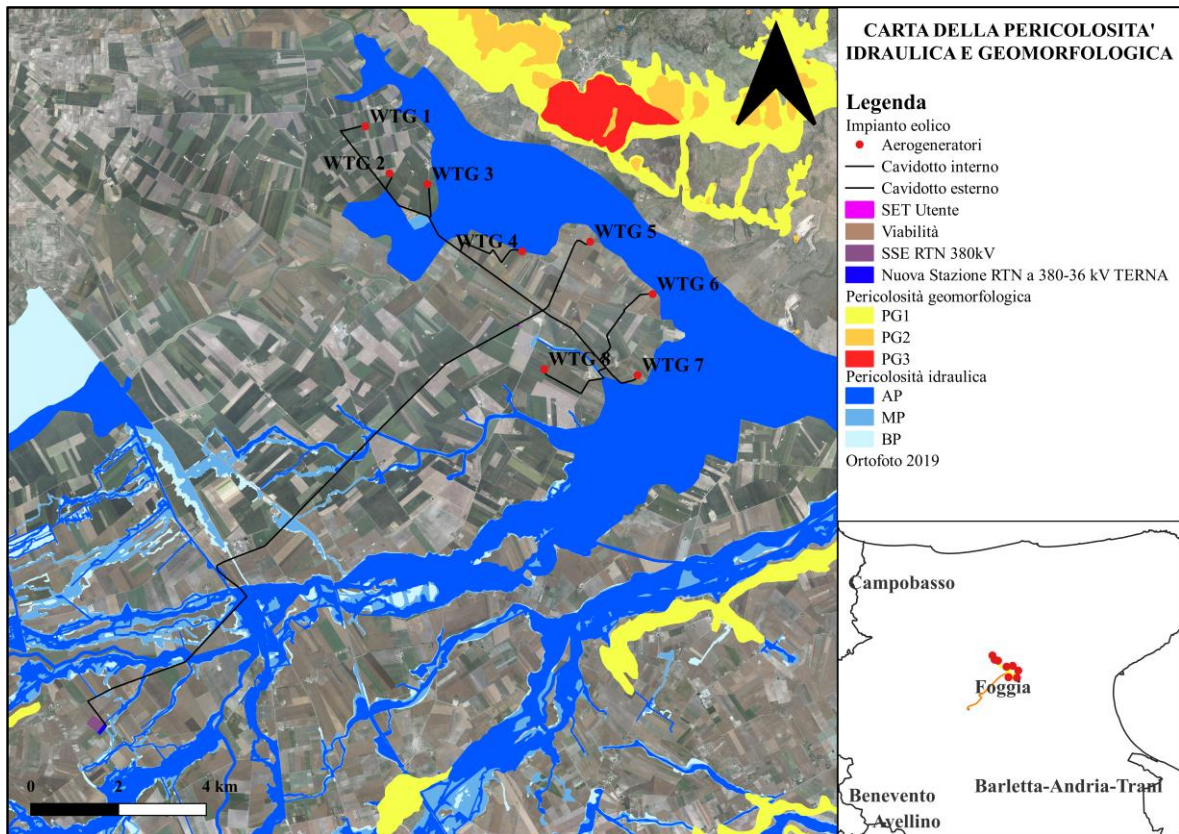 WTG 1
WTG 2
WTG 3
WTG 4
WTG 5
WTG 6
WTG 8
WTG 7
0 2 4 km
CARTA DELLA PERICOLOSITA'
IDRAULICA E GEOMORFOLOGICA
Legenda
Impianto eolico
Aerogeneratori
Cavidotto interno
Cavidotto esterno
SET Utente
Viabilità
SSE RTN 380kV
Nuova Stazione RTN a 380-36 kV TERNA
Pericolosità geomorfologica
PG1
PG2
PG3
Pericolosità idraulica
AP
MP
BP
Ortofoto 2019
Campobasso
Foggia
Barletta-Andria-Trani
Benevento
Avellino